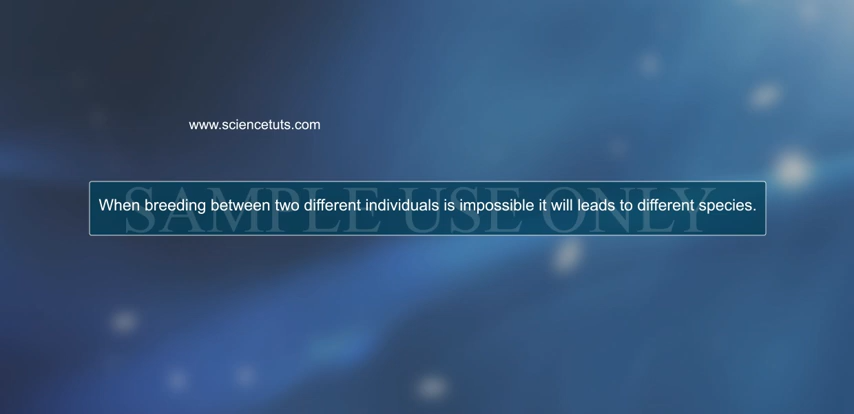 www.sciencetuts.com
SAMPLE USE ONLY
When breeding between two different individuals is impossible it will leads to different species.